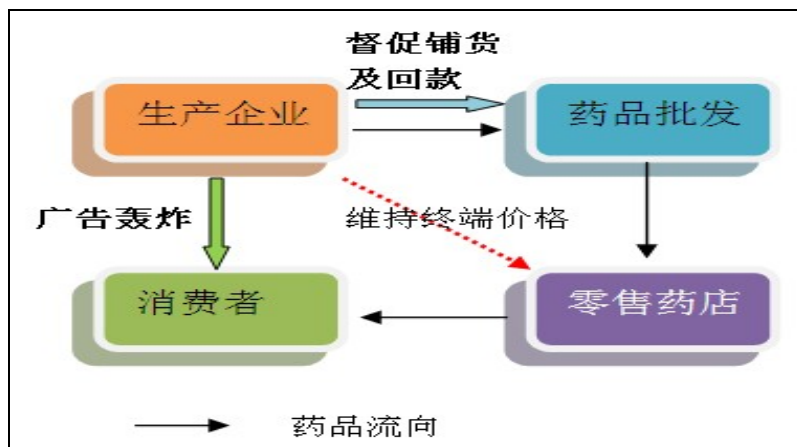 督促铺货
及回款
生产企业
药品批发
广告轰炸
维持终端价格
消费者
零售药店
药品流向